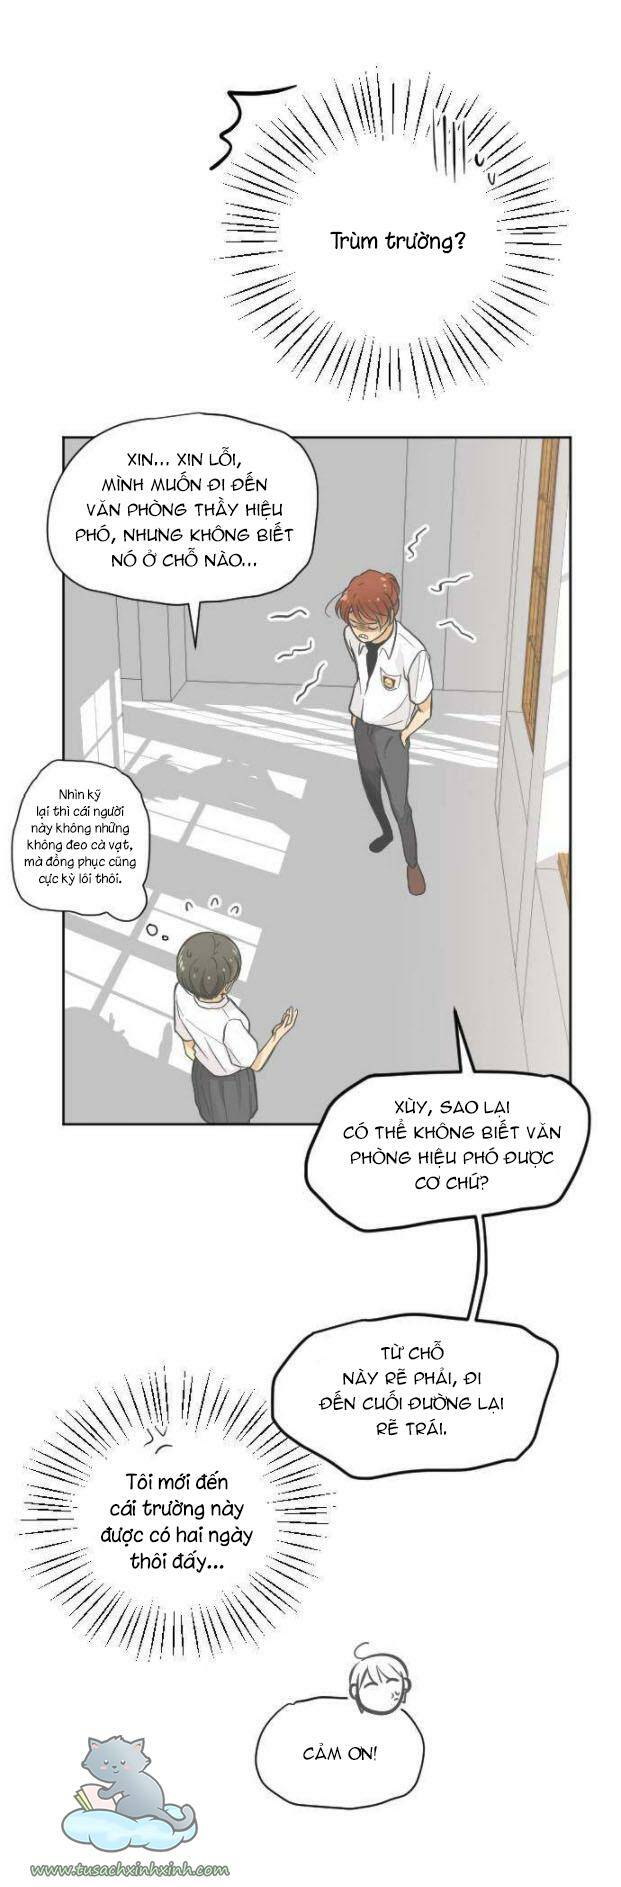 Trùm trường?
XIN... XIN LỖI,
MÌNH MUỐN ĐI ĐẾN
VĂN PHÒNG THẦY HIỆU
PHÓ, NHƯNG KHÔNG BIẾT
NÓ Ở CHỖ NÀO...
Nhìn kỹ
lại thì cái người
này không những
không đeo cà vạt,
mà đồng phục cũng
cực kỳ lôi thôi.
XÙY, SAO LẠI
CÓ THỂ KHÔNG BIẾT VĂN
PHÒNG HIỆU PHÓ ĐƯỢC
CƠ CHỨ?
TỪ CHỖ
NÀY RẼ PHẢI, ĐI
ĐẾN CUỐI ĐƯỜNG LẠI
RẼ TRÁI.
Tôi mới đến
cái trường này
được có hai ngày
thôi đấy...
CẢM ƠN!
www.tusachxinhxinh.com